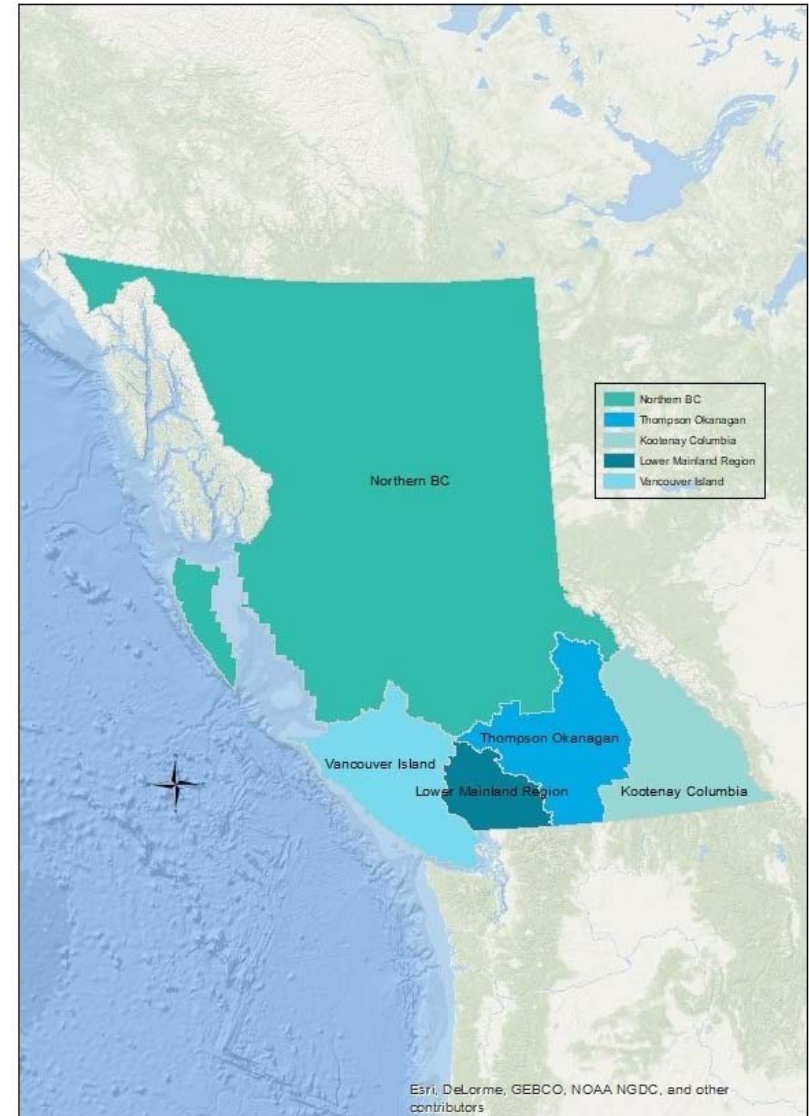 Northern BC
Thompson Okanagan
Kootenay Columbia
Lower Mainland Region
Vancouver Island
Northern BC
Thompson Okanagan
Vancouver Island
Lower Mainland Region
Kootenay Columbia
Esri, DeLorme, GEBCO, NOAA NGDC, and other
contributors